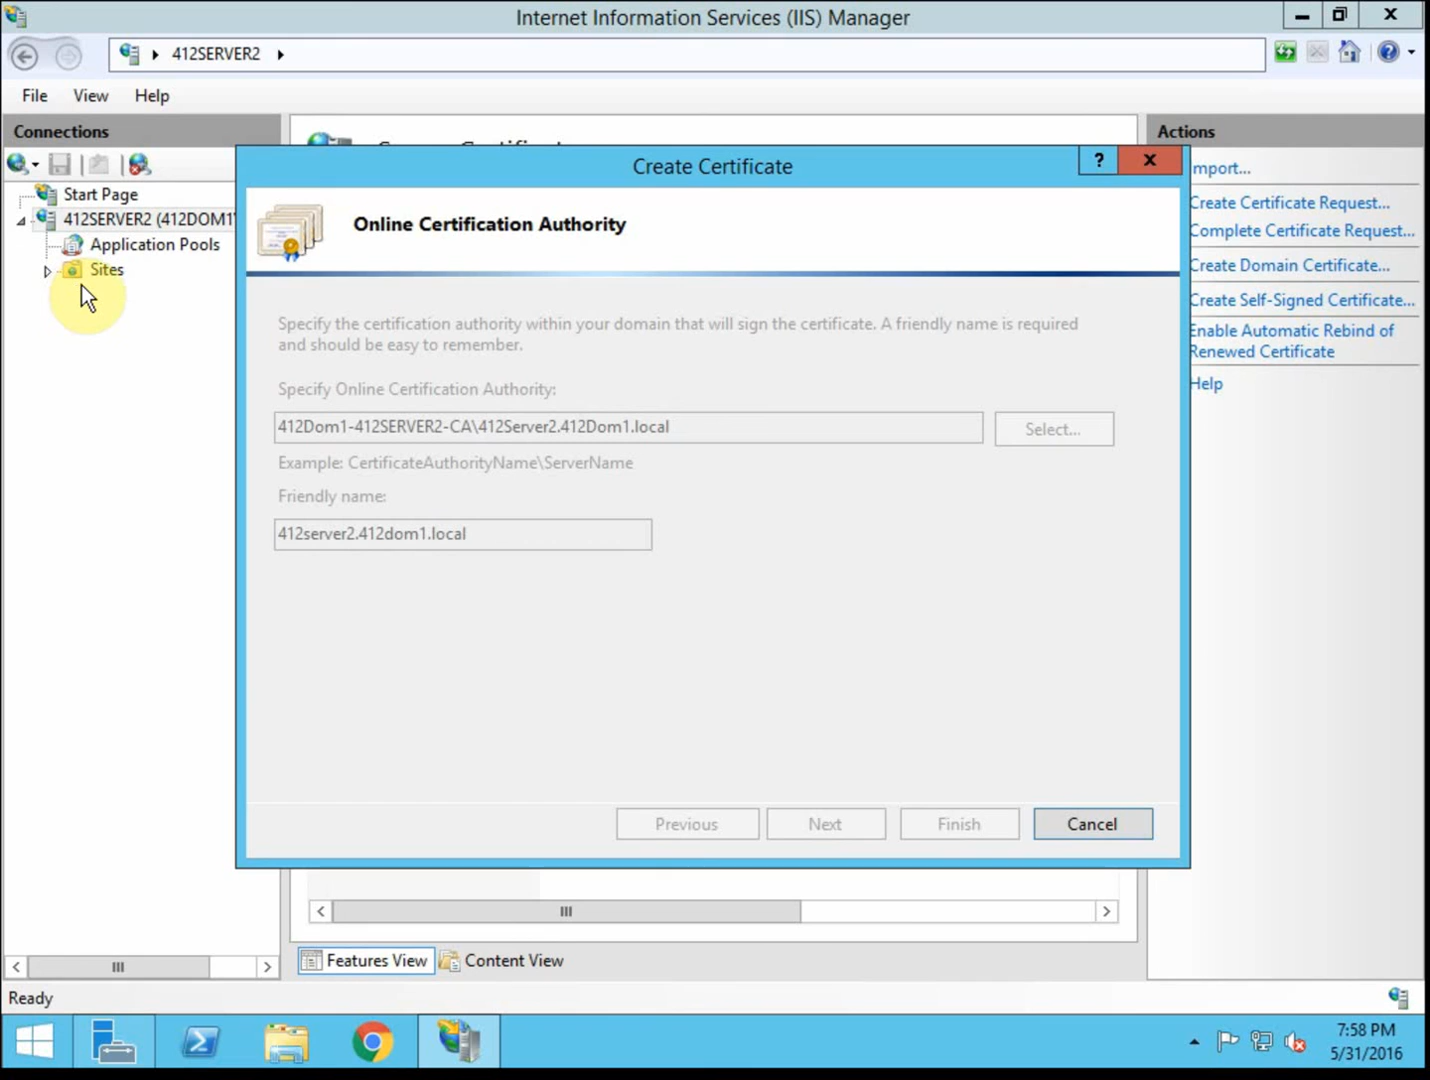 Internet Information Services (IIS) Manager
412SERVER2
File View Help
Connections
Actions
Start Page
412SERVER2 (412DOM1\
Application Pools
Sites
Create Certificate
Online Certification Authority
Specify the certification authority within your domain that will sign the certificate. A friendly name is required
and should be easy to remember.
Specify Online Certification Authority:
412Dom1-412SERVER2-CA\412Server2.412Dom1.local
Select...
Example: CertificateAuthorityName\ServerName
Friendly name:
412server2.412dom1.local
Previous Next Finish Cancel
mport...
Create Certificate Request...
Complete Certificate Request...
Create Domain Certificate...
Create Self-Signed Certificate...
Enable Automatic Rebind of
Renewed Certificate
Help
Features View Content View
Ready
7:58 PM
5/31/2016